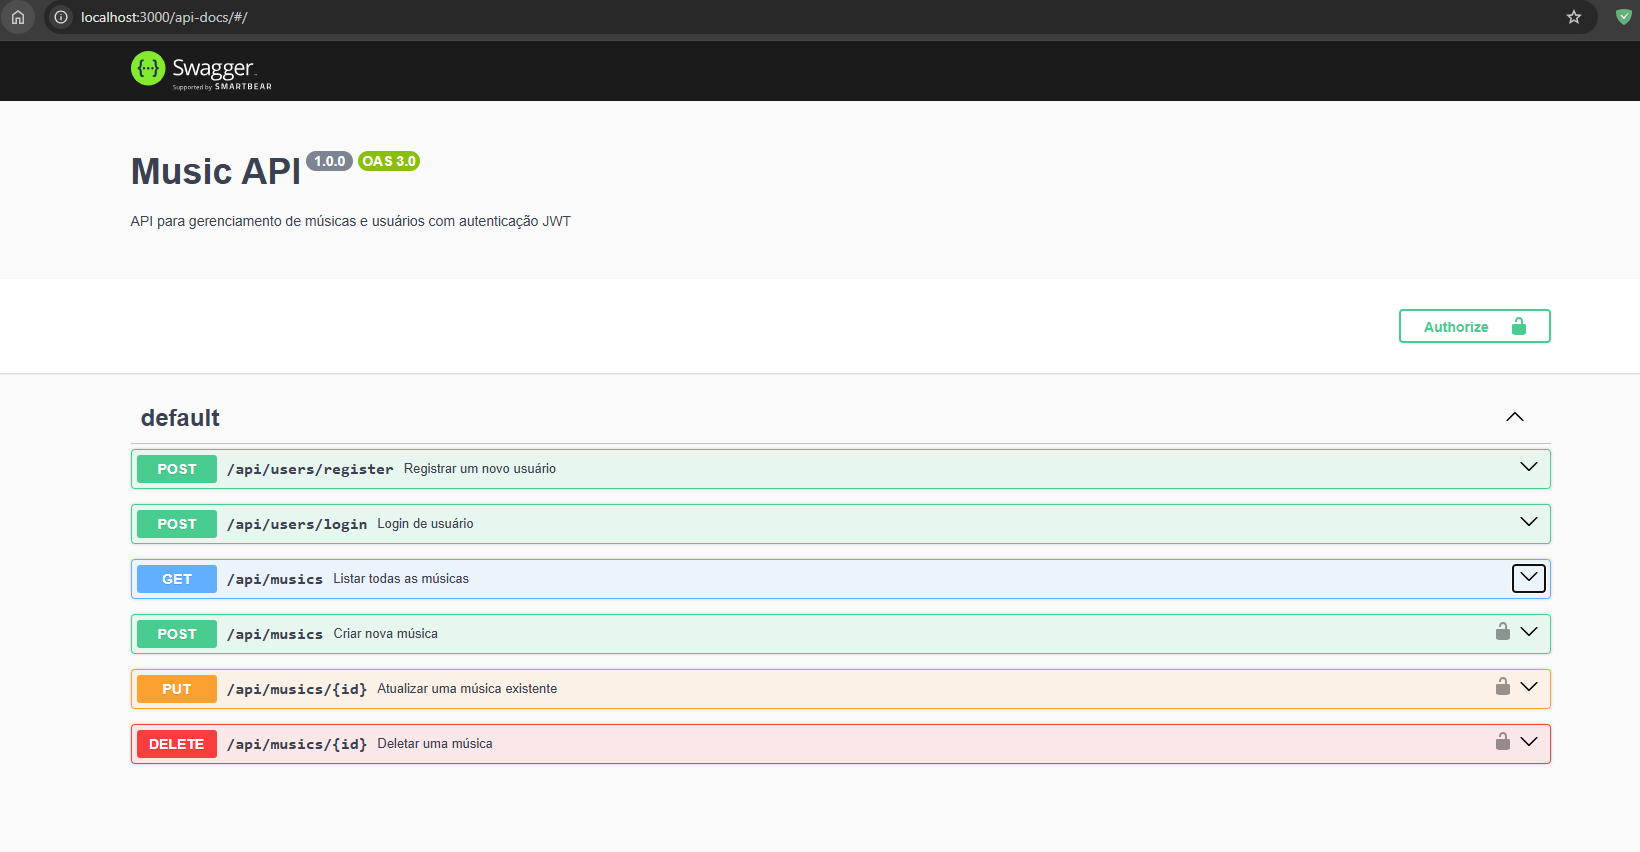 localhost:3000/api-docs/#/
Swagger
Supported by SMARTBEAR
Music API 1.0.0 OAS 3.0
API para gerenciamento de músicas e usuários com autenticação JWT
Authorize
default
POST /api/users/register Registrar um novo usuário
POST /api/users/login Login de usuário
GET /api/musics Listar todas as músicas
POST /api/musics Criar nova música
PUT /api/musics/{id} Atualizar uma música existente
DELETE /api/musics/{id} Deletar uma música